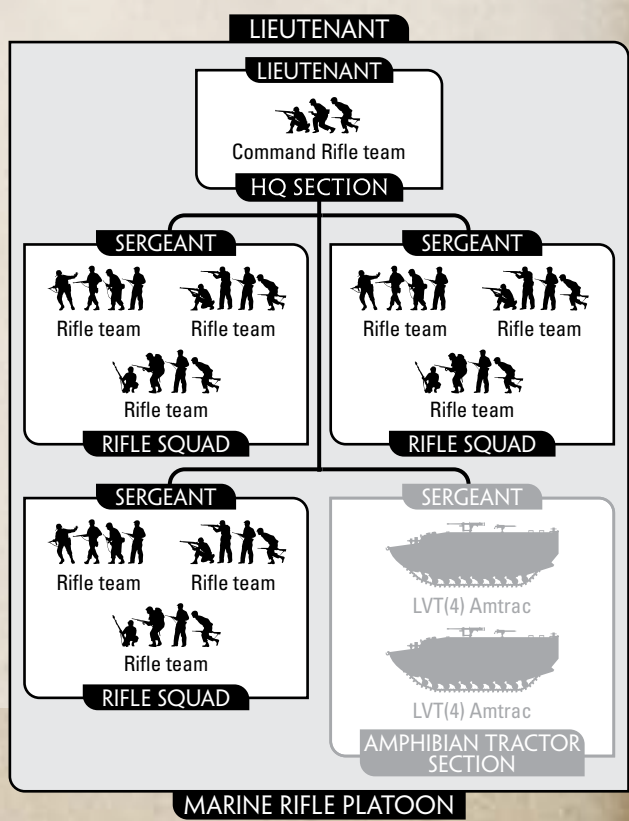 LIEUTENANT
LIEUTENANT
Command Rifle team
HQ SECTION
SERGEANT
Rifle team
Rifle team
Rifle team
RIFLE SQUAD
SERGEANT
Rifle team
Rifle team
Rifle team
RIFLE SQUAD
SERGEANT
Rifle team
Rifle team
Rifle team
RIFLE SQUAD
SERGEANT
LVT(4) Amtrac
LVT(4) Amtrac
AMPHIBIAN TRACTOR
SECTION
MARINE RIFLE PLATOON